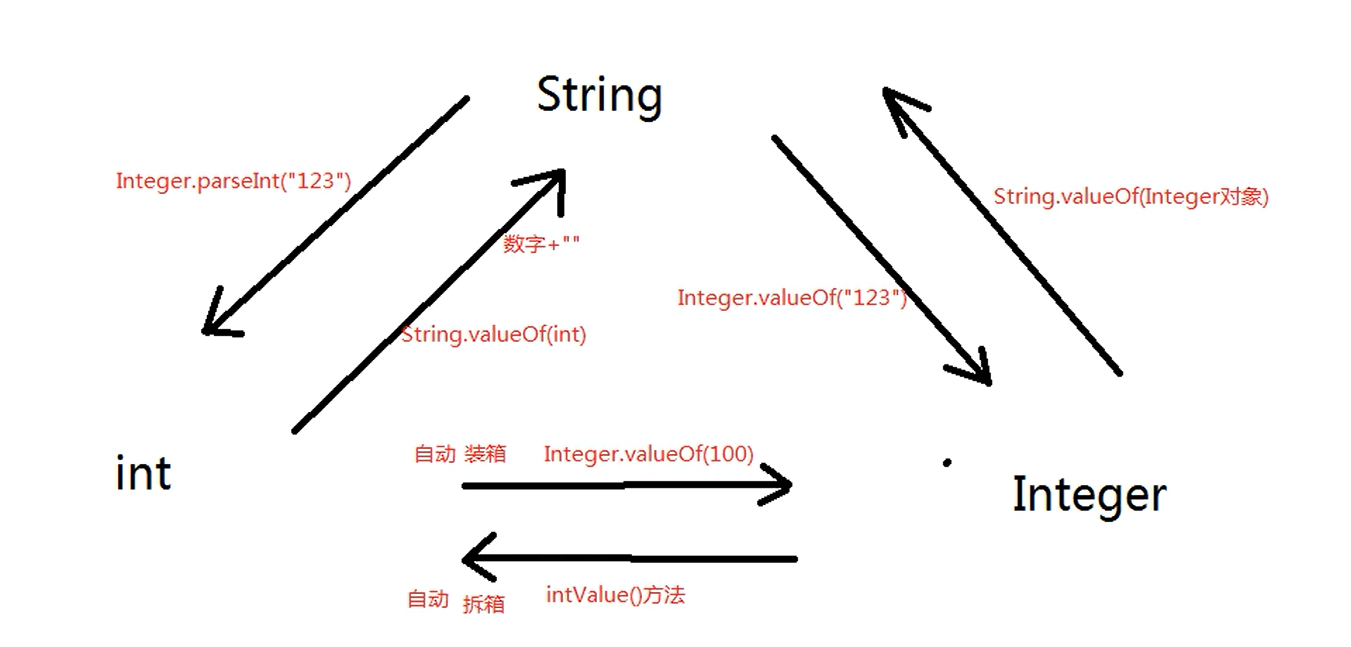 String
Integer.parseInt("123")
String.valueOf(Integer对象)
数字+""
Integer.valueOf("123")
String.valueOf(int)
自动 装箱 Integer.valueOf(100)
int
Integer
自动 拆箱 intValue()方法